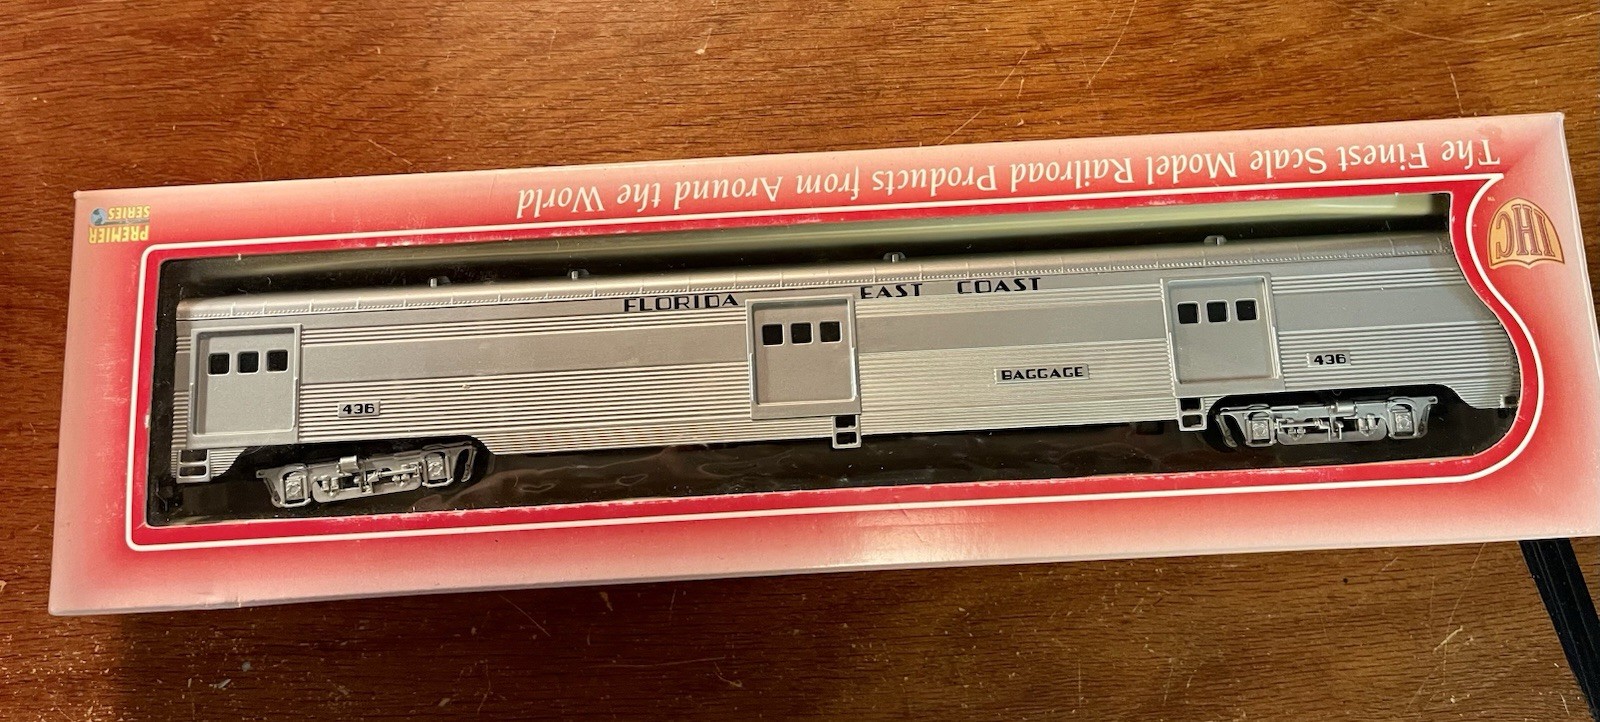 The Finest Scale Model Railroad Products from Around the World
IHC
PREMIER
SERIES
FLORIDA EAST COAST
BAGGAGE
436
436